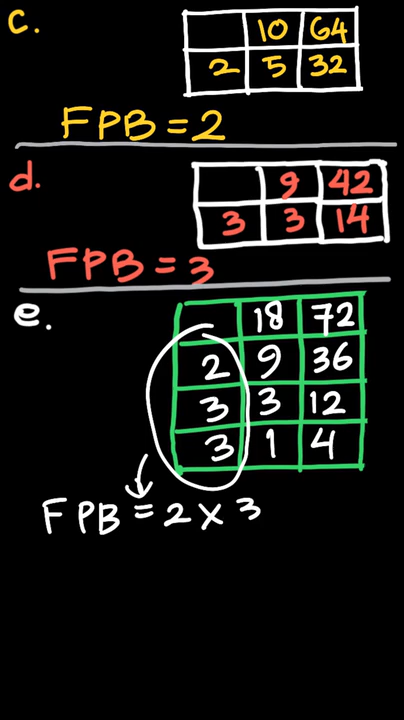 c.
10 64
2 5 32
FPB = 2
d.
9 42
3 3 14
FPB = 3
e.
18 72
2 9 36
3 3 12
3 1 4
FPB = 2 x 3